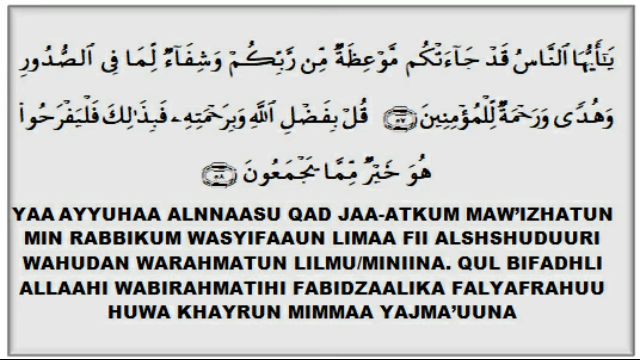 يَـٰٓأَيُّهَا ٱلنَّاسُ قَدْ جَآءَتْكُم مَّوْعِظَةٌ مِّن رَّبِّكُمْ وَشِفَآءٌ لِّمَا فِى ٱلصُّدُورِ
وَهُدًى وَرَحْمَةٌ لِّلْمُؤْمِنِينَ ﴿٥٧﴾ قُلْ بِفَضْلِ ٱللَّهِ وَبِرَحْمَتِهِۦ فَبِذَٰلِكَ فَلْيَفْرَحُوا۟
هُوَ خَيْرٌ مِّمَّا يَجْمَعُونَ ﴿٥٨﴾
YAA AYYUHAA ALNNAASU QAD JAA-ATKUM MAW’IZHATUN
MIN RABBIKUM WASYIFAAUN LIMAA FII ALSHSHUDUURI
WAHUDAN WARAHMATUN LILMU/MINIINA. QUL BIFADHLI
ALLAAHI WABIRAHMATIHI FABIDZAALIKA FALYAFRAHUU
HUWA KHAYRUN MIMMAA YAJMA’UUNA